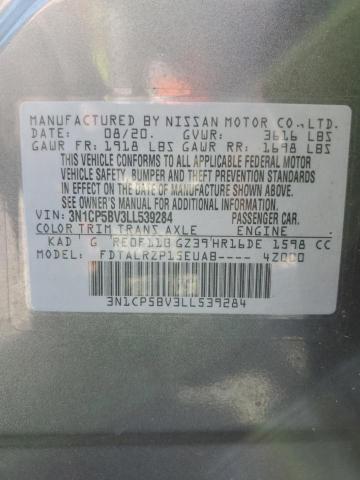 MANUFACTURED BY NISSAN MOTOR CO.,LTD.
DATE: 08/20. GVWR: 3616 LBS
GAWR FR: 1918 LBS GAWR RR: 1698 LBS
THIS VEHICLE CONFORMS TO ALL APPLICABLE FEDERAL MOTOR
VEHICLE SAFETY, BUMPER AND THEFT PREVENTION STANDARDS
IN EFFECT ON THE DATE OF MANUFACTURE SHOWN ABOVE.
SEE OWNER'S MANUAL FOR ADDITIONAL INFORMATION
VIN: 3N1CP5BV3LL539284 PASSENGER CAR
COLOR TRIM TRANS AXLE ENGINE
KAD G RE0F11B GZ39 HR16DE 1598 CC
MODEL: FDTALRZP15EUAB---- 4Z000
3N1CP5BV3LL539284